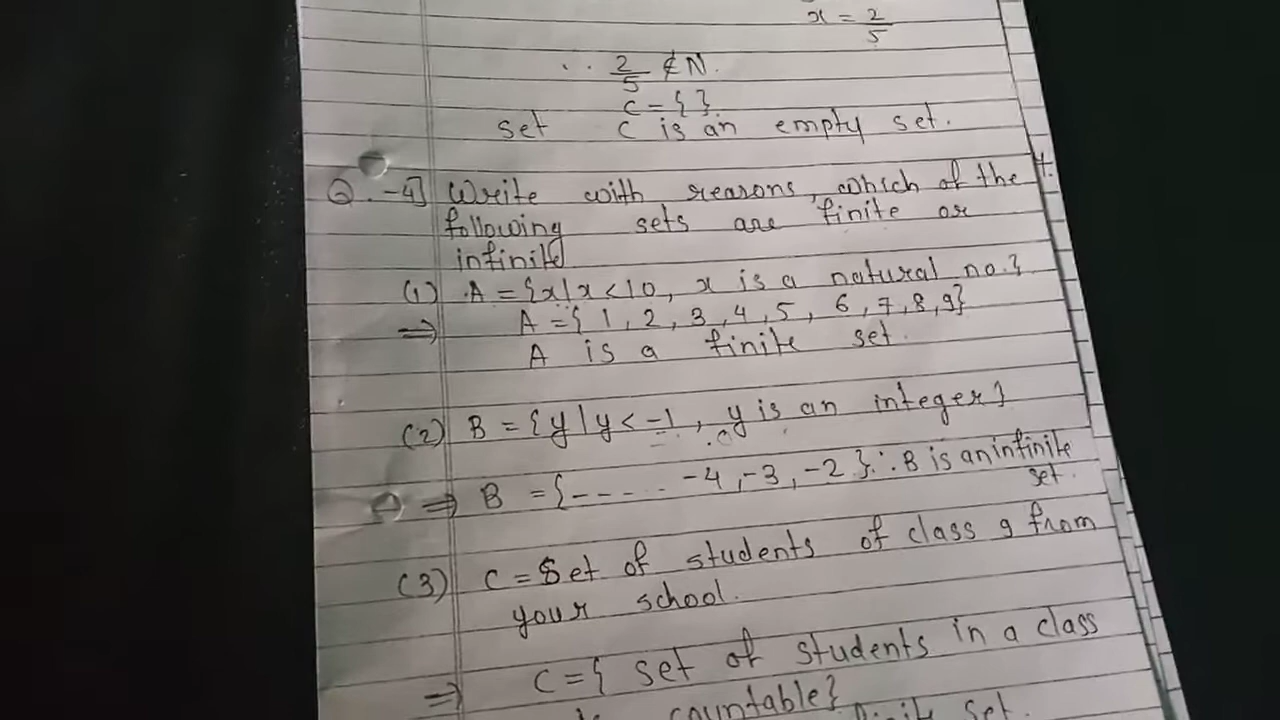 x = 2/5
∵ 2/5 ∉ N.
C = { }
set C is an empty set.
Q.-4] Write with reasons, which of the
following sets are finite or
infinite
(1) A = {x/x<10, x is a natural no.}
⇒ A = {1, 2, 3, 4, 5, 6, 7, 8, 9}
A is a finite set.
(2) B = {y/y < -1, y is an integer}
⇒ B = {---.... -4, -3, -2} ∴ B is an infinite
set.
(3) C = Set of students of class 9 from
your school.
⇒ C = { set of students in a class
countable}
set.